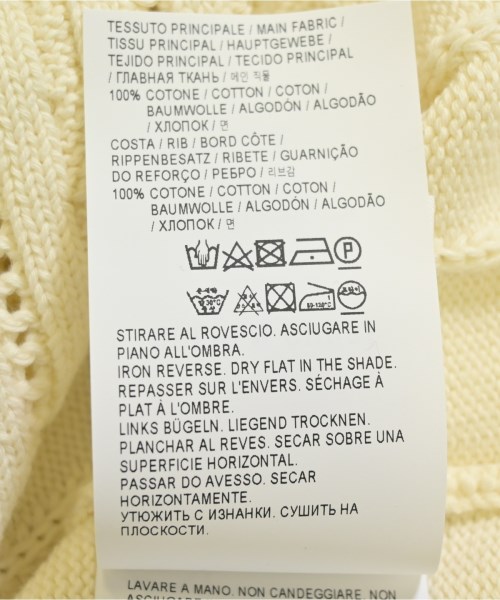 TESSUTO PRINCIPALE / MAIN FABRIC /
TISSU PRINCIPAL / HAUPTGEWEBE /
TEJIDO PRINCIPAL / TECIDO PRINCIPAL
/ ГЛАВНАЯ ТКАНЬ / 메인 직물
100% COTONE / COTTON / COTON /
BAUMWOLLE / ALGODÓN / ALGODÃO
/ ХЛОПОК / 면
COSTA / RIB / BORD CÔTE /
RIPPENBESATZ / RIBETE / GUARNIÇÃO
DO REFORÇO / РЕБРО / 리브감
100% COTONE / COTTON / COTON /
BAUMWOLLE / ALGODÓN / ALGODÃO
/ ХЛОПОК / 면
P
30°C
STIRARE AL ROVESCIO. ASCIUGARE IN
PIANO ALL'OMBRA.
IRON REVERSE. DRY FLAT IN THE SHADE.
REPASSER SUR L'ENVERS. SÉCHAGE À
PLAT À L'OMBRE.
LINKS BÜGELN. LIEGEND TROCKNEN.
PLANCHAR AL REVES. SECAR SOBRE UNA
SUPERFICIE HORIZONTAL.
PASSAR DO AVESSO. SECAR
HORIZONTAMENTE.
УТЮЖИТЬ С ИЗНАНКИ. СУШИТЬ НА
ПЛОСКОСТИ.
LAVARE A MANO. NON CANDEGGIARE. NON